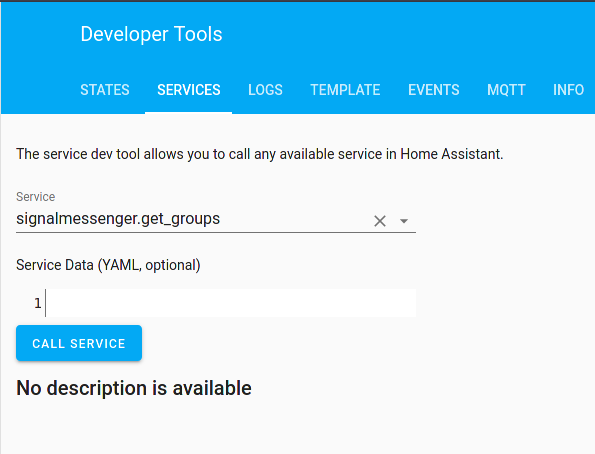 Developer Tools
STATES SERVICES LOGS TEMPLATE EVENTS MQTT INFO
The service dev tool allows you to call any available service in Home Assistant.
Service
signalmessenger.get_groups
Service Data (YAML, optional)
1
CALL SERVICE
No description is available